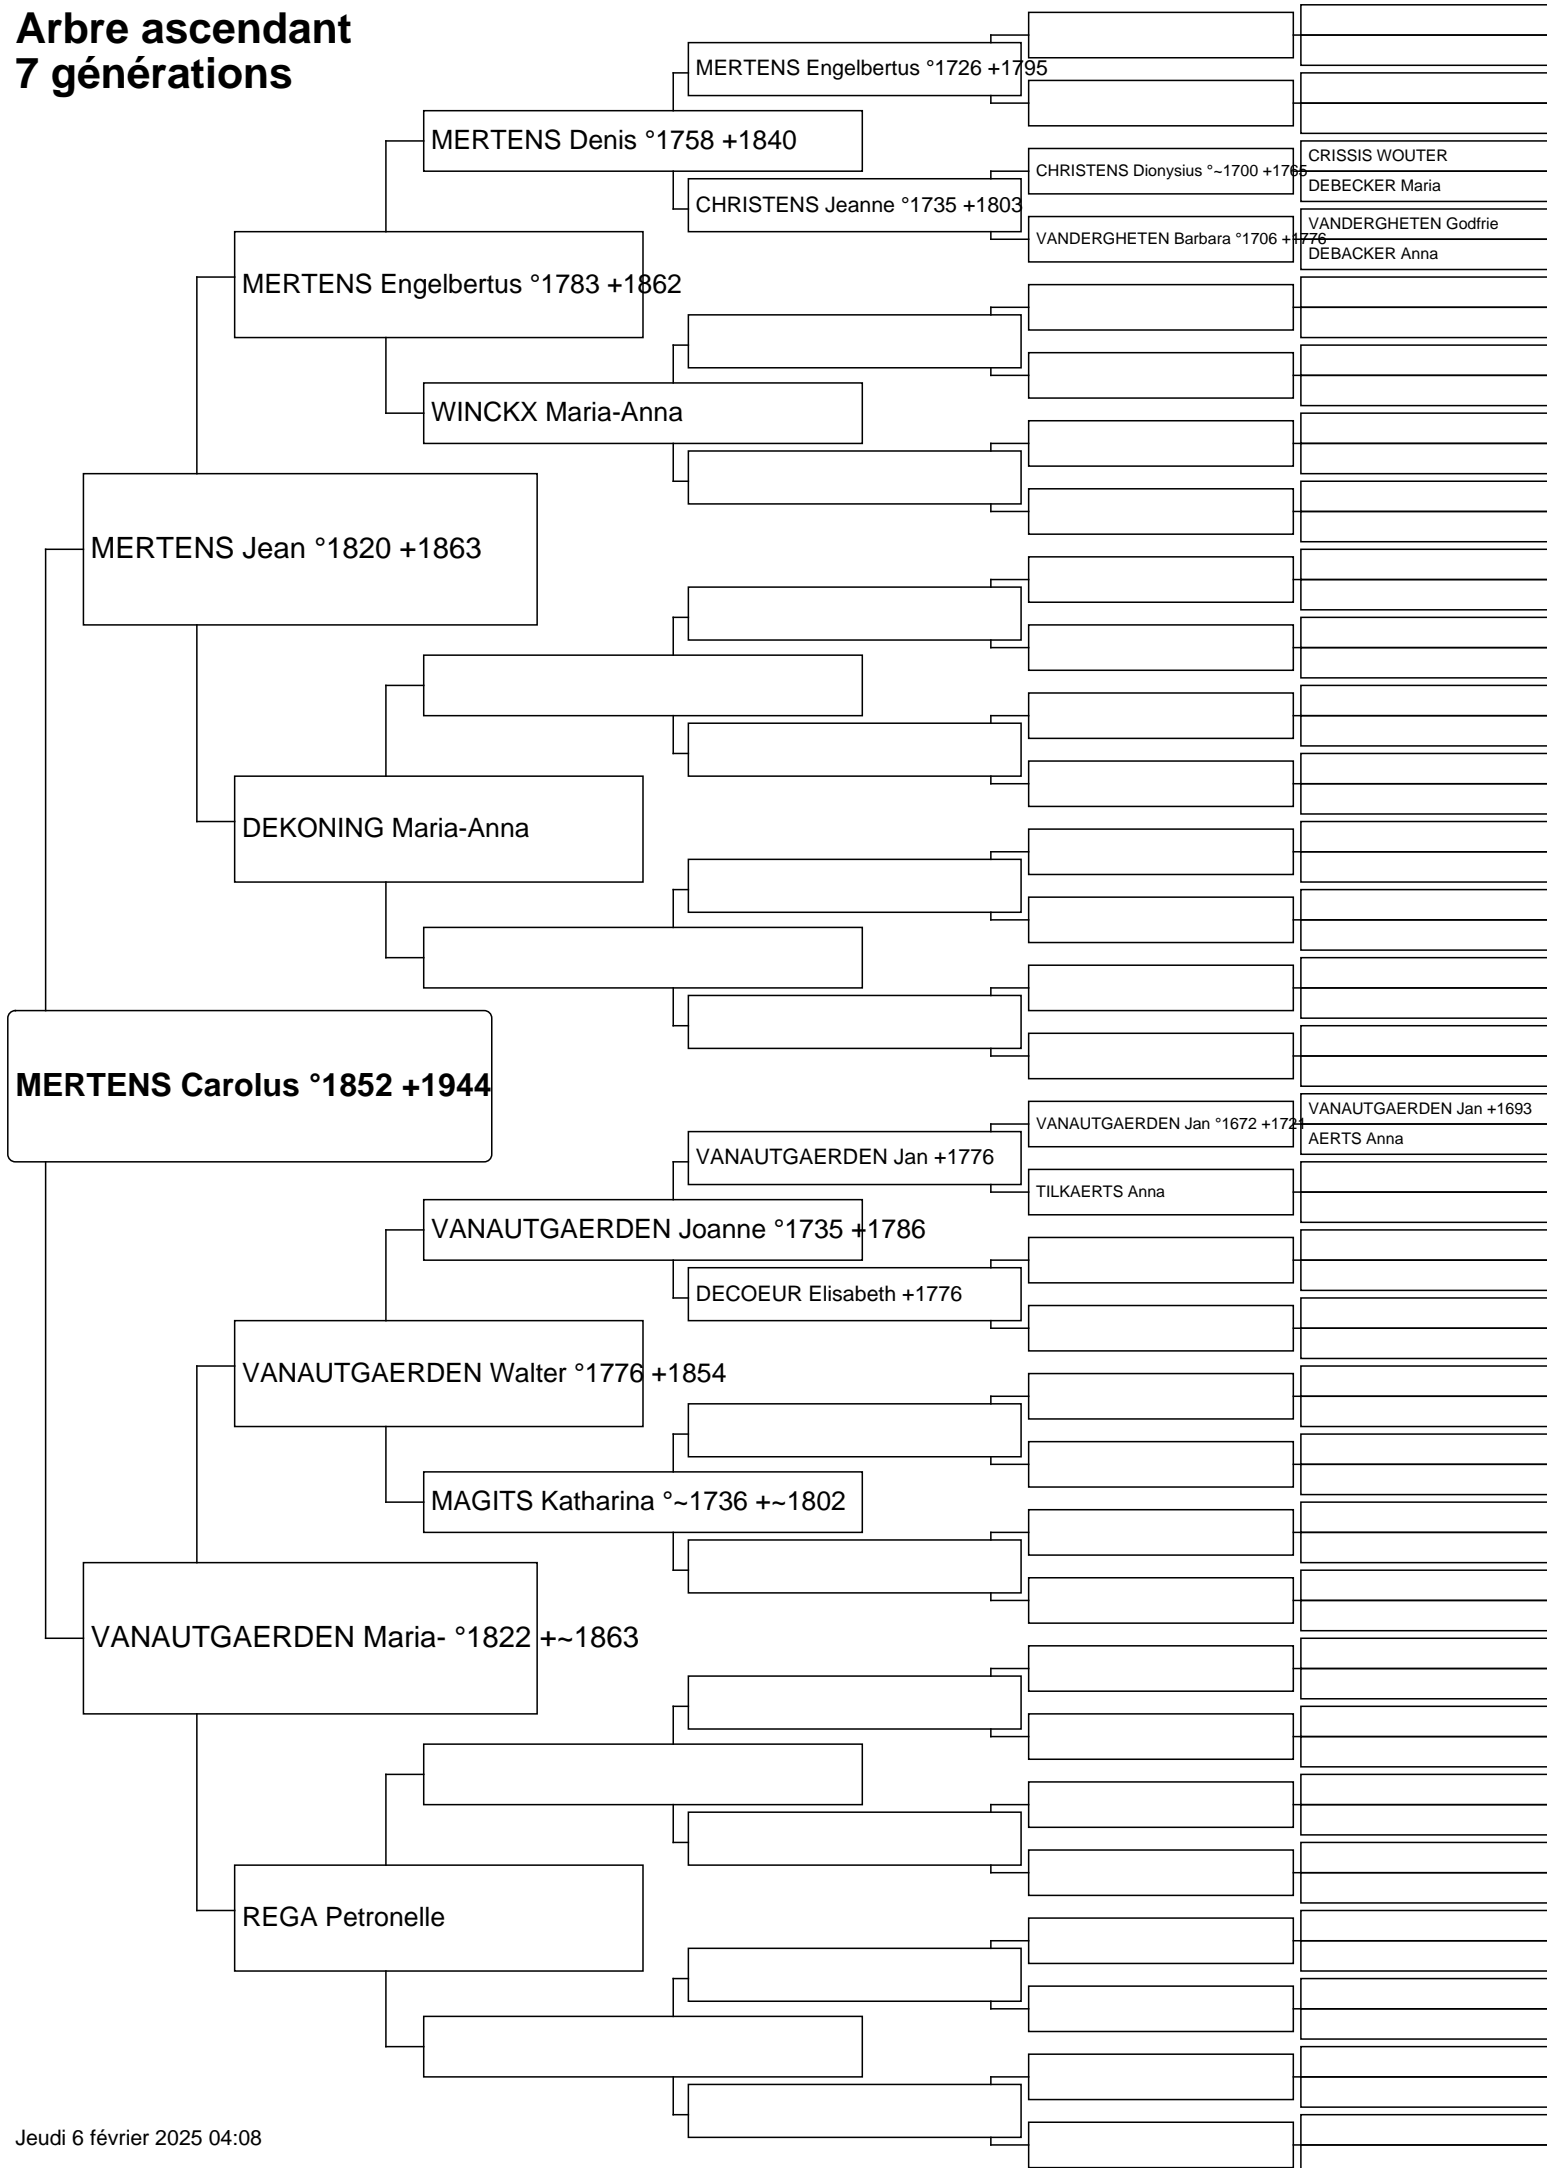 Arbre ascendant
7 générations
MERTENS Engelbertus °1726 +1795
MERTENS Denis °1758 +1840
CRISSIS WOUTER
CHRISTENS Dionysius °~1700 +1765
DEBECKER Maria
CHRISTENS Jeanne °1735 +1803
VANDERGHETEN Godfrie
VANDERGHETEN Barbara °1706 +1776
DEBACKER Anna
MERTENS Engelbertus °1783 +1862
WINCKX Maria-Anna
MERTENS Jean °1820 +1863
DEKONING Maria-Anna
MERTENS Carolus °1852 +1944
VANAUTGAERDEN Jan +1693
VANAUTGAERDEN Jan °1672 +1721
AERTS Anna
VANAUTGAERDEN Jan +1776
TILKAERTS Anna
VANAUTGAERDEN Joanne °1735 +1786
DECOEUR Elisabeth +1776
VANAUTGAERDEN Walter °1776 +1854
MAGITS Katharina °~1736 +~1802
VANAUTGAERDEN Maria- °1822 +~1863
REGA Petronelle
Jeudi 6 février 2025 04:08